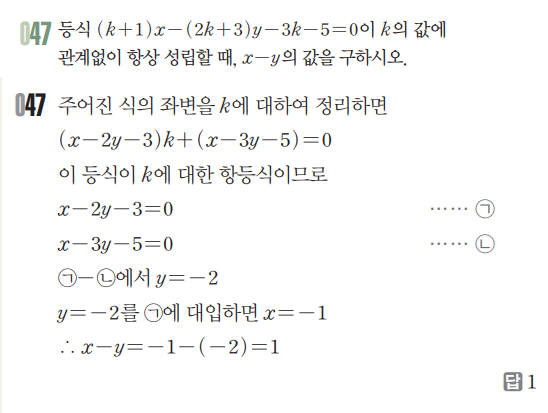 047 등식 (k+1)x-(2k+3)y-3k-5=0이 k의 값에
관계없이 항상 성립할 때, x-y의 값을 구하시오.
047 주어진 식의 좌변을 k에 대하여 정리하면
(x-2y-3)k+(x-3y-5)=0
이 등식이 k에 대한 항등식이므로
x-2y-3=0 …… ㉠
x-3y-5=0 …… ㉡
㉠-㉡에서 y=-2
y=-2를 ㉠에 대입하면 x=-1
∴ x-y=-1-(-2)=1
답 1